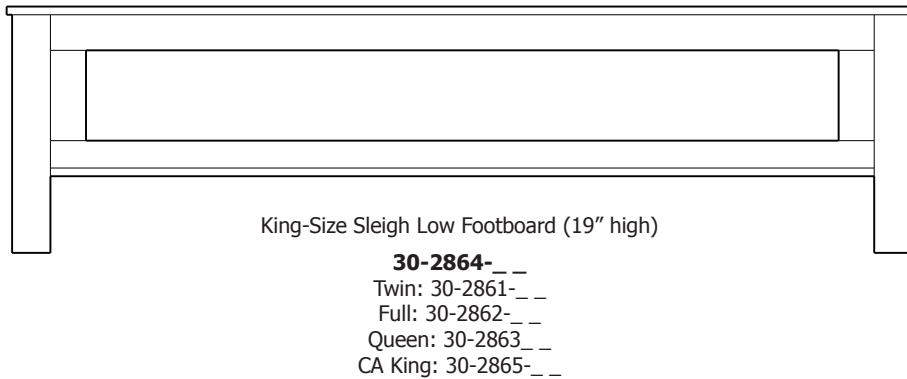 King-Size Sleigh Low Footboard (19” high)
30-2864-_ _
Twin: 30-2861-_ _
Full: 30-2862-_ _
Queen: 30-2863_ _
CA King: 30-2865-_ _